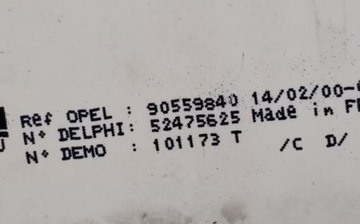 Ref OPEL : 90559840 14/02/00-
N° DELPHI: 52475625 Made in
N° DEMO : 101173 T /C D/